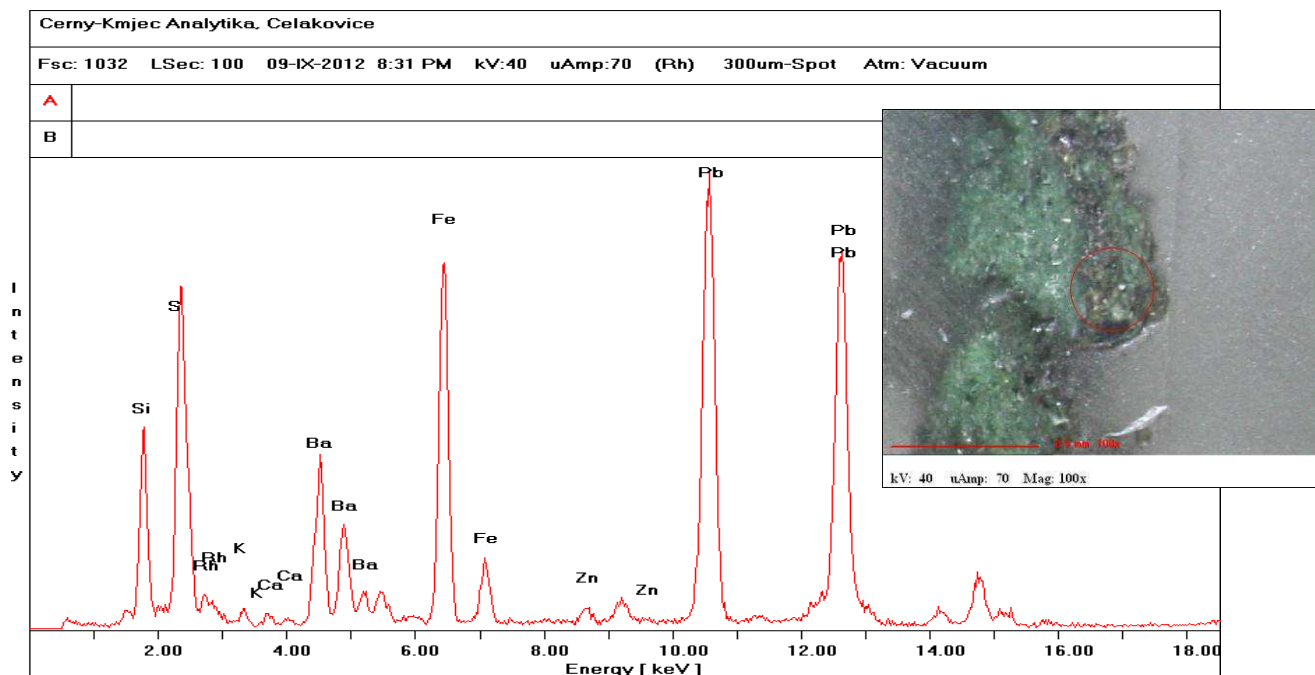 Cerny-Kmjec Analytika, Celakovice
Fsc: 1032 LSec: 100 09-IX-2012 8:31 PM kV:40 uAmp:70 (Rh) 300um-Spot Atm: Vacuum
A
B
Pb
Fe
Pb
Pb
S
Si
Ba
Ba
Rh
Rh
K
K
Ca
Ca
Ba
Fe
Zn
Zn
Intensity
2.00 4.00 6.00 8.00 10.00 12.00 14.00 16.00 18.00
Energy [ keV ]
mm 100x
kV: 40 uAmp: 70 Mag: 100x